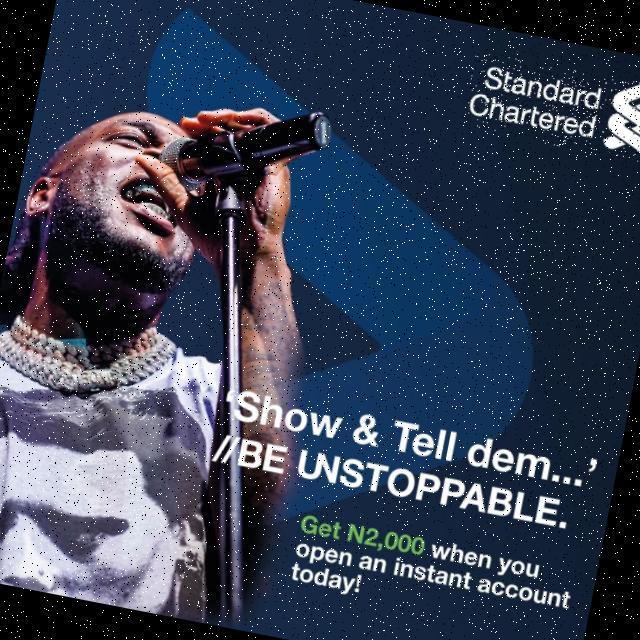 Standard
Chartered
'Show & Tell dem...'
//BE UNSTOPPABLE.
Get N2,000 when you
open an instant account
today!